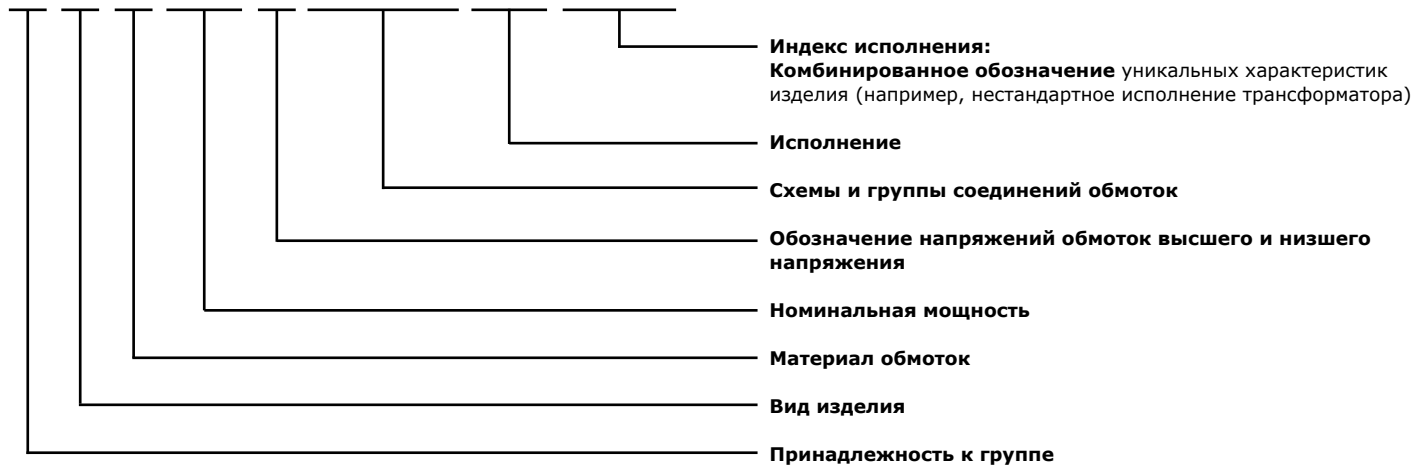 Индекс исполнения:
Комбинированное обозначение уникальных характеристик
изделия (например, нестандартное исполнение трансформатора)
Исполнение
Схемы и группы соединений обмоток
Обозначение напряжений обмоток высшего и низшего
напряжения
Номинальная мощность
Материал обмоток
Вид изделия
Принадлежность к группе